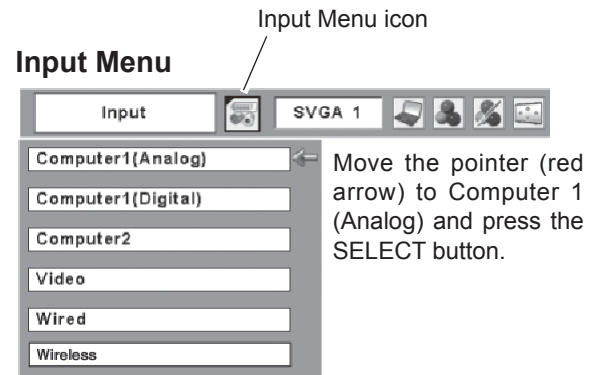 Input Menu icon
Input Menu
Input
SVGA 1
Computer1(Analog)
Computer1(Digital)
Computer2
Video
Wired
Wireless
Move the pointer (red
arrow) to Computer 1
(Analog) and press the
SELECT button.